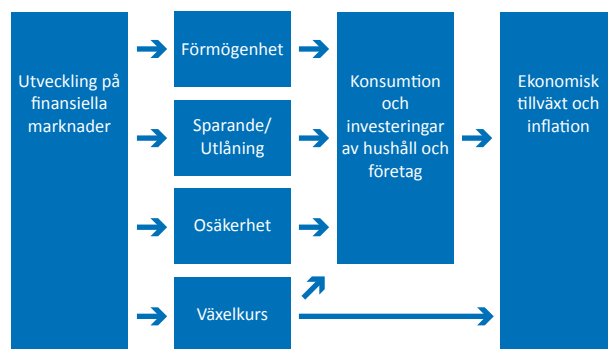 Utveckling på
finansiella
marknader
Förmögenhet
Sparande/
Utlåning
Osäkerhet
Växelkurs
Konsumtion
och
investeringar
av hushåll och
företag
Ekonomisk
tillväxt och
inflation